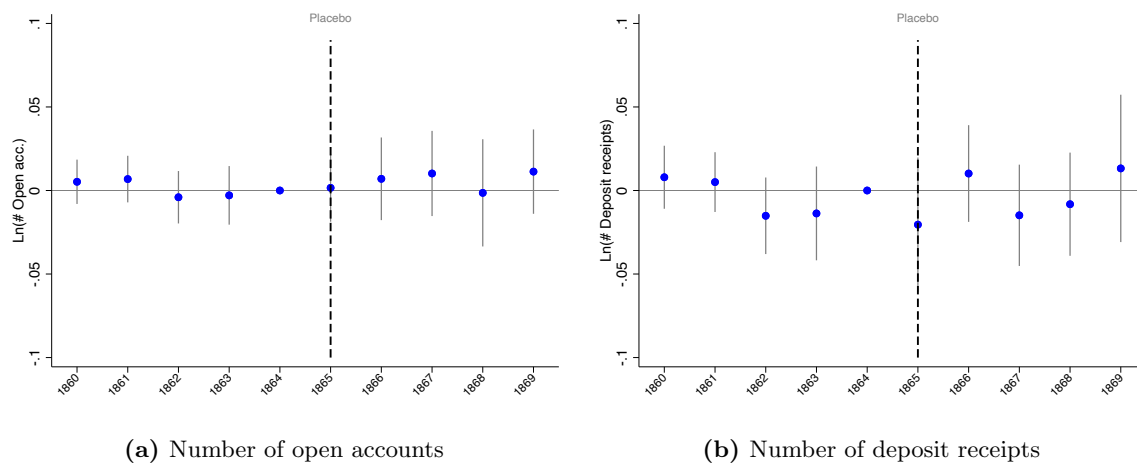 Placebo
.1
.05
0
-.05
-.1
Ln(# Open acc.)
1860 1861 1862 1863 1864 1865 1866 1867 1868 1869
(a) Number of open accounts
Placebo
.1
.05
0
-.05
-.1
Ln(# Deposit receipts)
1860 1861 1862 1863 1864 1865 1866 1867 1868 1869
(b) Number of deposit receipts